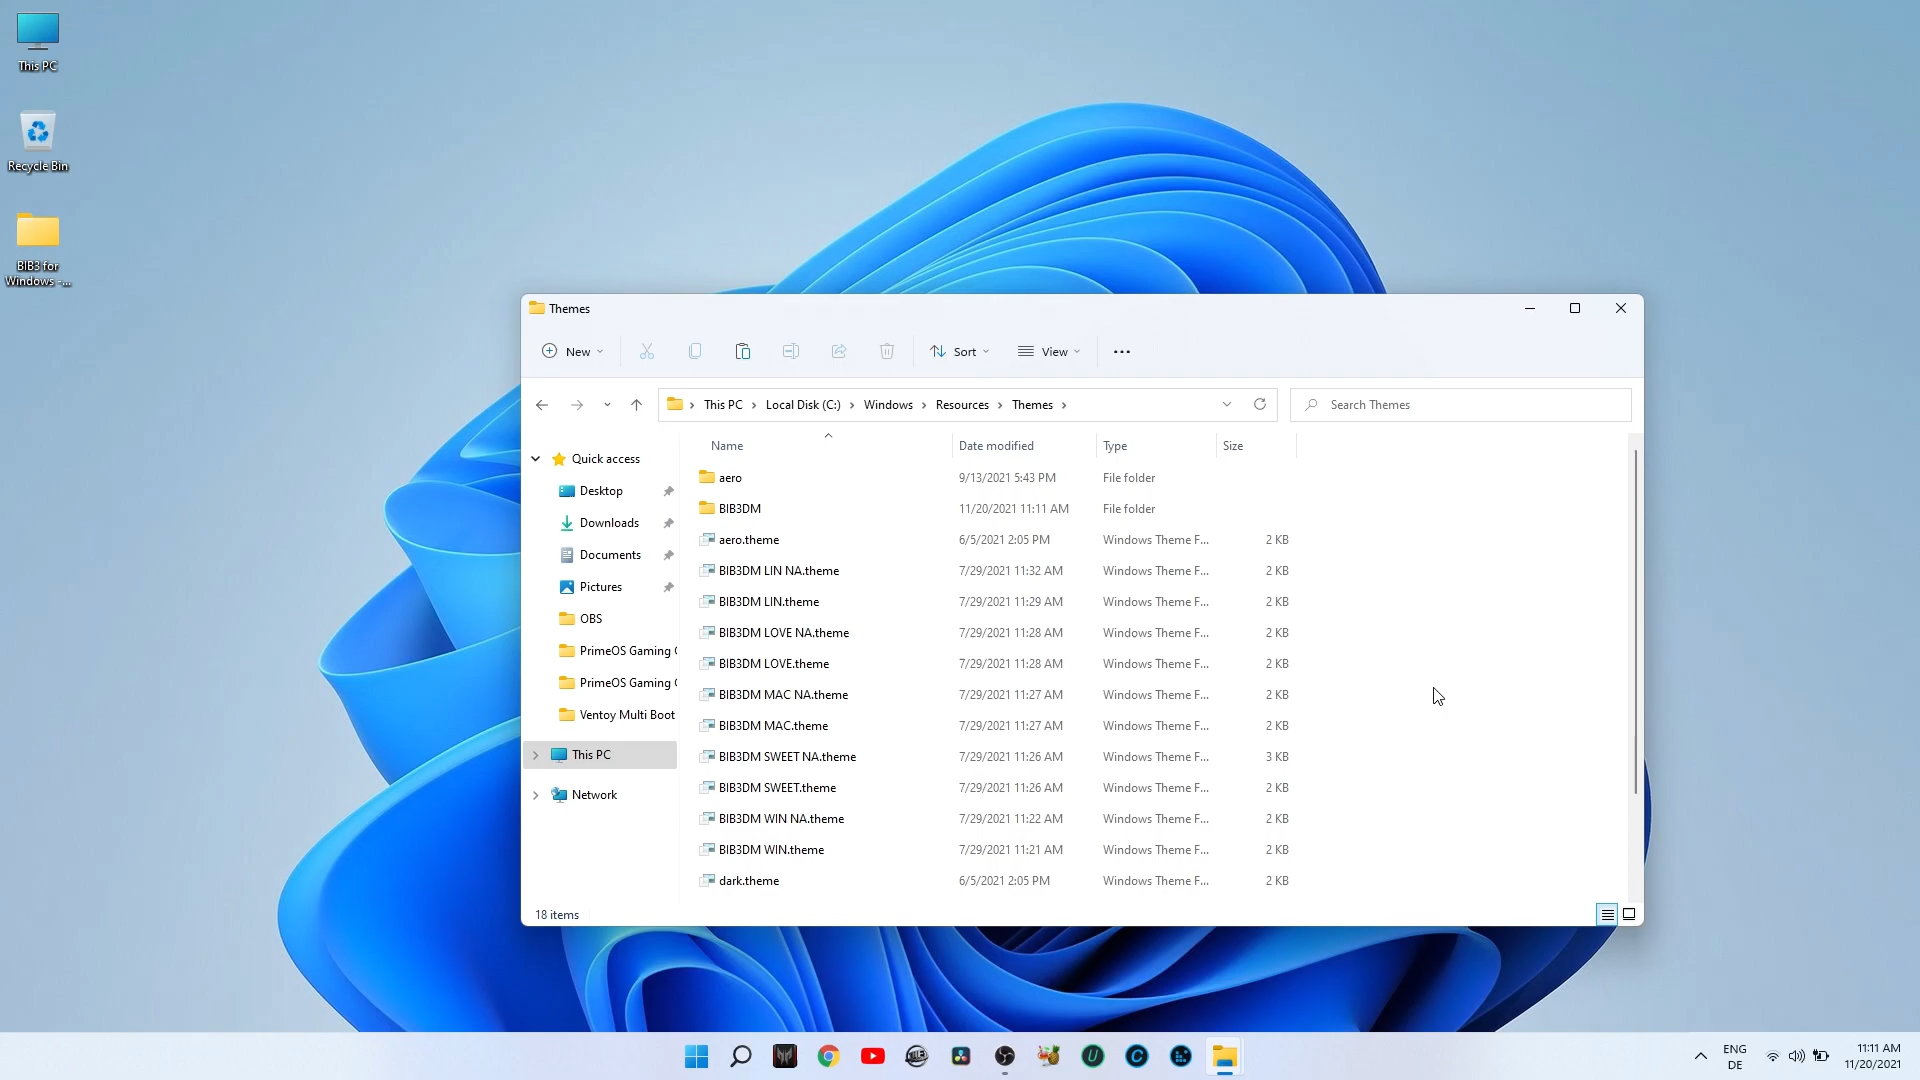 This PC
Recycle Bin
BIB3 for
Windows -...
Themes
New
Sort
View
This PC
Local Disk (C:)
Windows
Resources
Themes
Search Themes
Name
Date modified
Type
Size
Quick access
Desktop
Downloads
Documents
Pictures
OBS
PrimeOS Gaming
PrimeOS Gaming
Ventoy Multi Boot
This PC
Network
aero 9/13/2021 5:43 PM File folder
BIB3DM 11/20/2021 11:11 AM File folder
aero.theme 6/5/2021 2:05 PM Windows Theme F... 2 KB
BIB3DM LIN NA.theme 7/29/2021 11:32 AM Windows Theme F... 2 KB
BIB3DM LIN.theme 7/29/2021 11:29 AM Windows Theme F... 2 KB
BIB3DM LOVE NA.theme 7/29/2021 11:28 AM Windows Theme F... 2 KB
BIB3DM LOVE.theme 7/29/2021 11:28 AM Windows Theme F... 2 KB
BIB3DM MAC NA.theme 7/29/2021 11:27 AM Windows Theme F... 2 KB
BIB3DM MAC.theme 7/29/2021 11:27 AM Windows Theme F... 2 KB
BIB3DM SWEET NA.theme 7/29/2021 11:26 AM Windows Theme F... 3 KB
BIB3DM SWEET.theme 7/29/2021 11:26 AM Windows Theme F... 2 KB
BIB3DM WIN NA.theme 7/29/2021 11:22 AM Windows Theme F... 2 KB
BIB3DM WIN.theme 7/29/2021 11:21 AM Windows Theme F... 2 KB
dark.theme 6/5/2021 2:05 PM Windows Theme F... 2 KB
18 items
ENG
DE
11:11 AM
11/20/2021